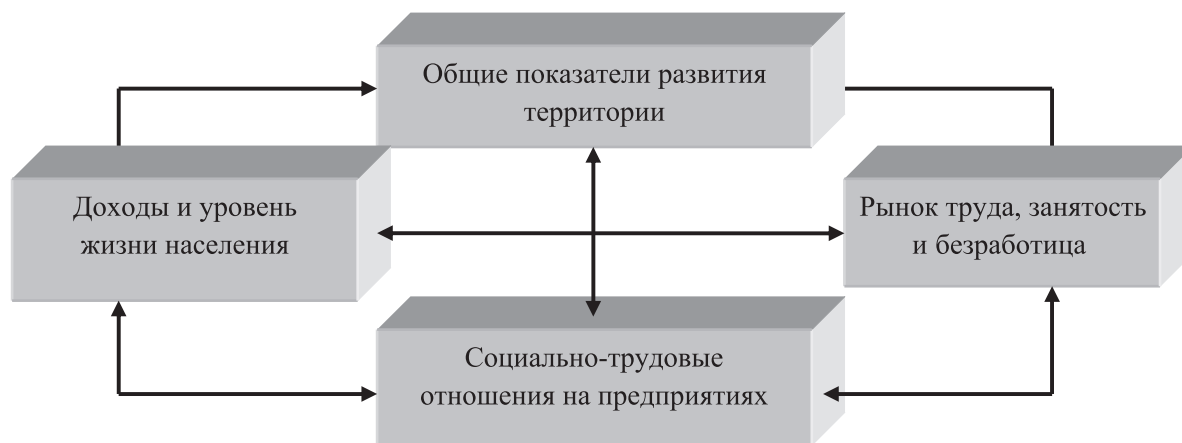 Общие показатели развития
территории
Доходы и уровень
жизни населения
Рынок труда, занятость
и безработица
Социально-трудовые
отношения на предприятиях